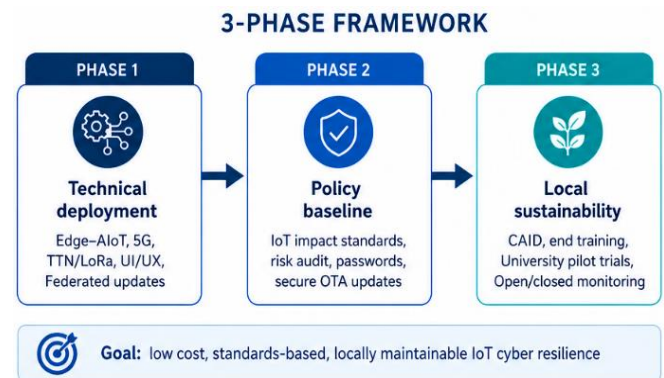 3-PHASE FRAMEWORK
PHASE 1
Technical
deployment
Edge–AIoT, 5G,
TTN/LoRa, UI/UX,
Federated updates
PHASE 2
Policy
baseline
IoT impact standards,
risk audit, passwords,
secure OTA updates
PHASE 3
Local
sustainability
CAID, end training,
University pilot trials,
Open/closed monitoring
Goal: low cost, standards-based, locally maintainable IoT cyber resilience